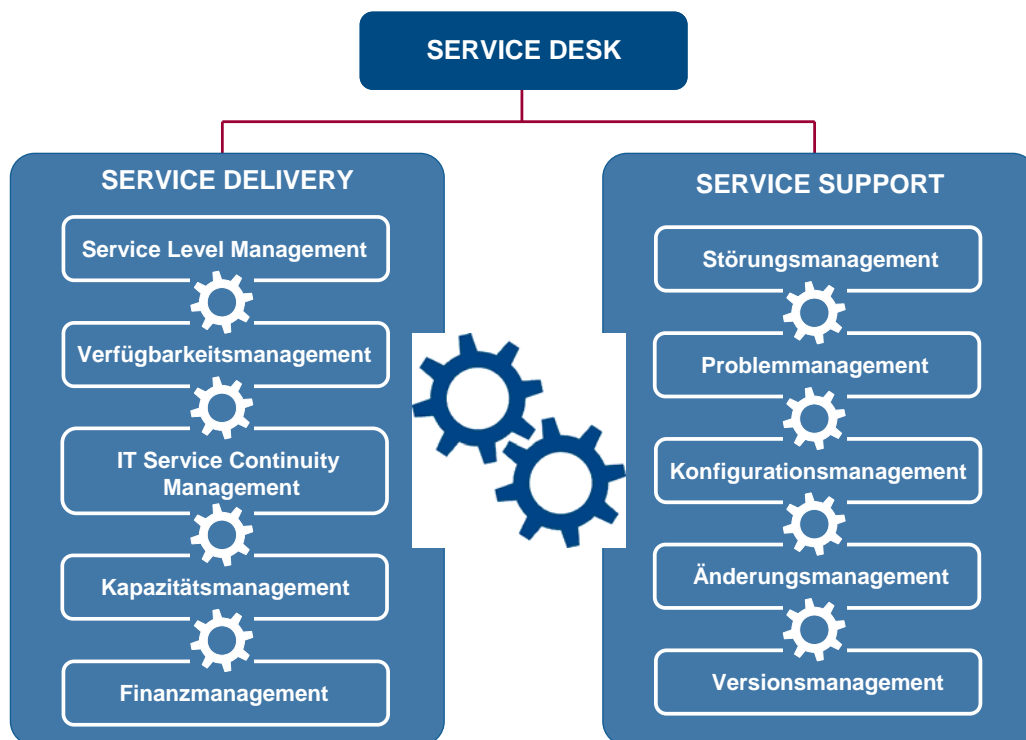 SERVICE DESK
SERVICE DELIVERY
Service Level Management
Verfügbarkeitsmanagement
IT Service Continuity
Management
Kapazitätsmanagement
Finanzmanagement
SERVICE SUPPORT
Störungsmanagement
Problemmanagement
Konfigurationsmanagement
Änderungsmanagement
Versionsmanagement